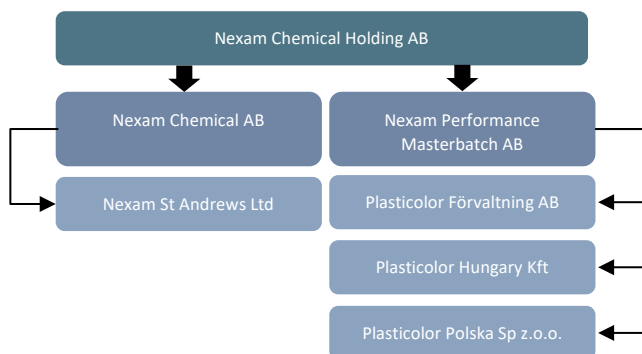 Nexam Chemical Holding AB
Nexam Chemical AB
Nexam Performance
Masterbatch AB
Nexam St Andrews Ltd
Plasticolor Förvaltning AB
Plasticolor Hungary Kft
Plasticolor Polska Sp z.o.o.